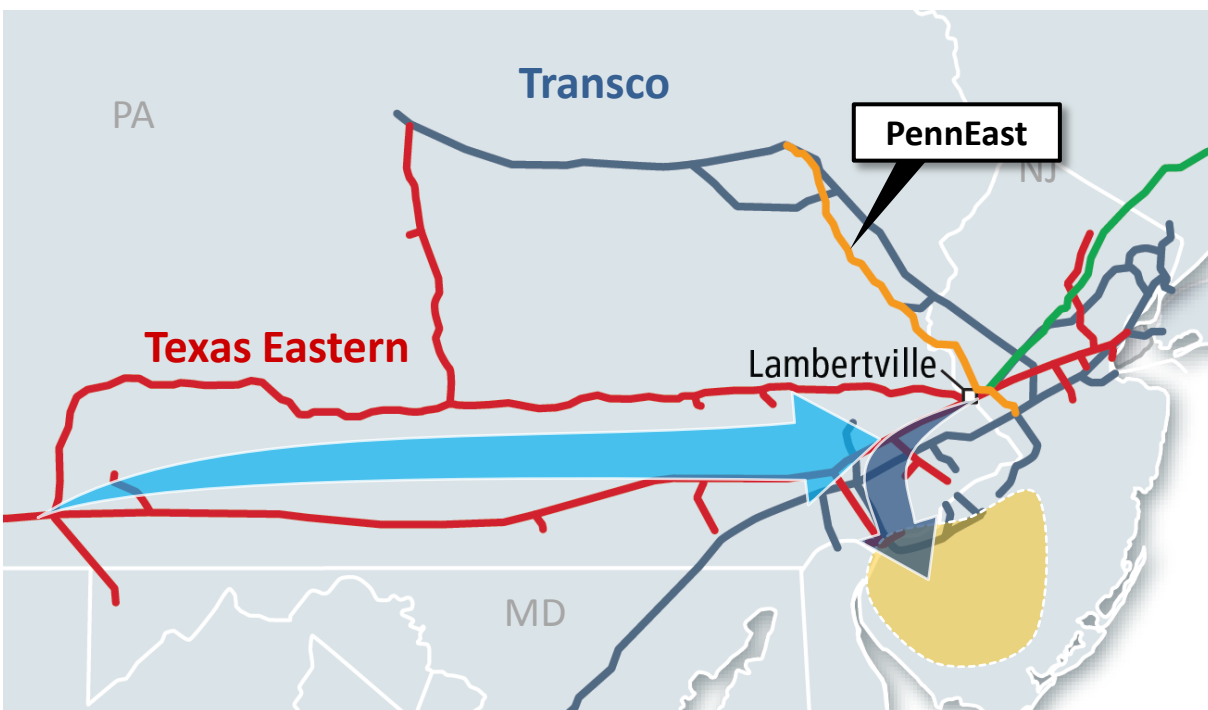 Transco
PA
PennEast
NJ
Texas Eastern
Lambertville
MD